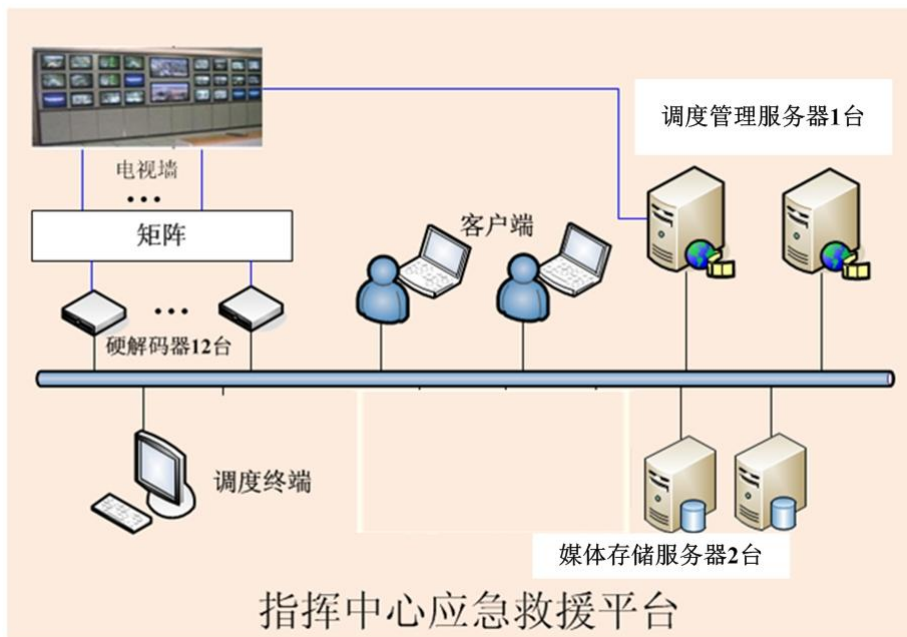 调度管理服务器1台
电视墙
客户端
矩阵
硬解码器12台
调度终端
媒体存储服务器2台
指挥中心应急救援平台